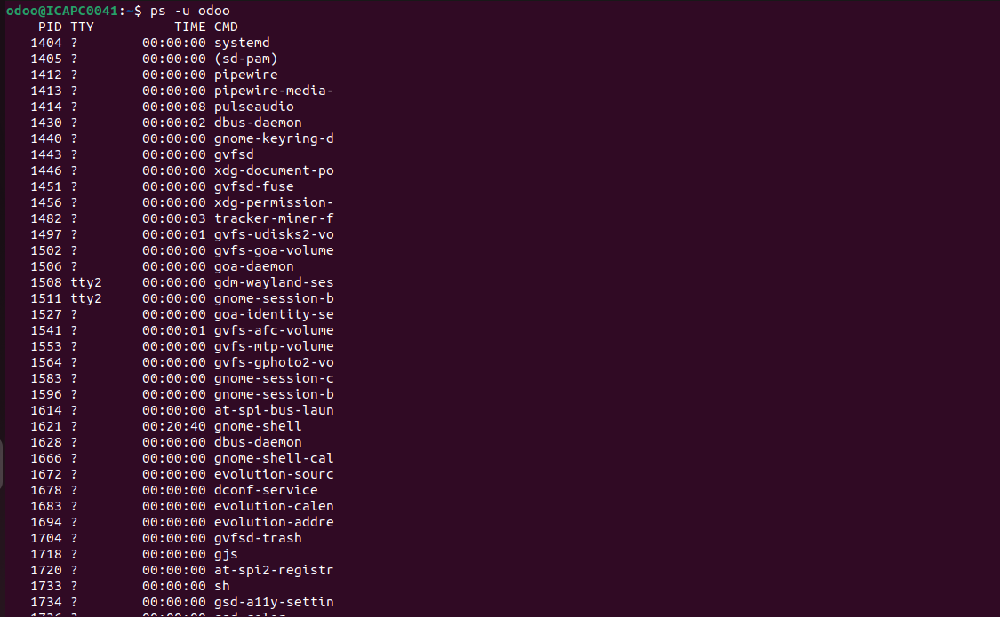 odoo@ICAPC0041:~$ ps -u odoo
    PID TTY          TIME CMD
   1404 ?        00:00:00 systemd
   1405 ?        00:00:00 (sd-pam)
   1412 ?        00:00:00 pipewire
   1413 ?        00:00:00 pipewire-media-
   1414 ?        00:00:08 pulseaudio
   1430 ?        00:00:02 dbus-daemon
   1440 ?        00:00:00 gnome-keyring-d
   1443 ?        00:00:00 gvfsd
   1446 ?        00:00:00 xdg-document-po
   1451 ?        00:00:00 gvfsd-fuse
   1456 ?        00:00:00 xdg-permission-
   1482 ?        00:00:03 tracker-miner-f
   1497 ?        00:00:01 gvfs-udisks2-vo
   1502 ?        00:00:00 gvfs-goa-volume
   1506 ?        00:00:00 goa-daemon
   1508 tty2     00:00:00 gdm-wayland-ses
   1511 tty2     00:00:00 gnome-session-b
   1527 ?        00:00:00 goa-identity-se
   1541 ?        00:00:01 gvfs-afc-volume
   1553 ?        00:00:00 gvfs-mtp-volume
   1564 ?        00:00:00 gvfs-gphoto2-vo
   1583 ?        00:00:00 gnome-session-c
   1596 ?        00:00:00 gnome-session-b
   1614 ?        00:00:00 at-spi-bus-laun
   1621 ?        00:20:40 gnome-shell
   1628 ?        00:00:00 dbus-daemon
   1666 ?        00:00:00 gnome-shell-cal
   1672 ?        00:00:00 evolution-sourc
   1678 ?        00:00:00 dconf-service
   1683 ?        00:00:00 evolution-calen
   1694 ?        00:00:00 evolution-addre
   1704 ?        00:00:00 gvfsd-trash
   1718 ?        00:00:00 gjs
   1720 ?        00:00:00 at-spi2-registr
   1733 ?        00:00:00 sh
   1734 ?        00:00:00 gsd-a11y-settin